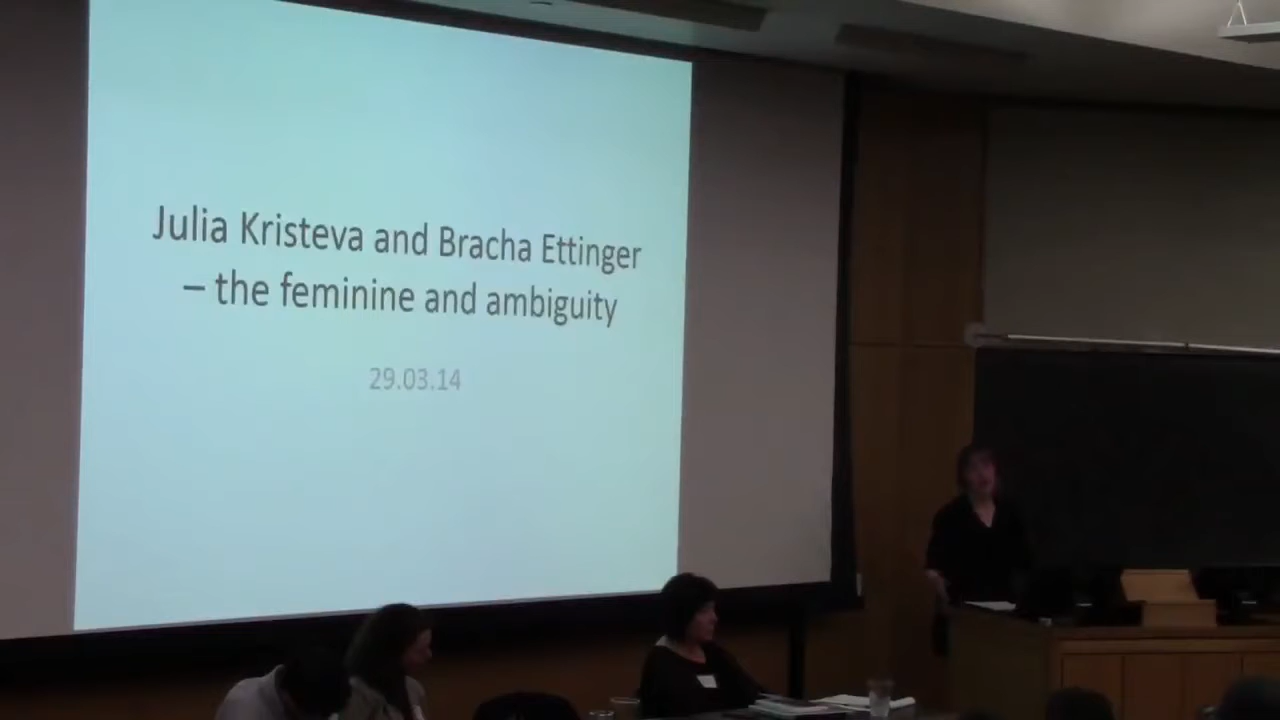 Julia Kristeva and Bracha Ettinger
– the feminine and ambiguity
29.03.14